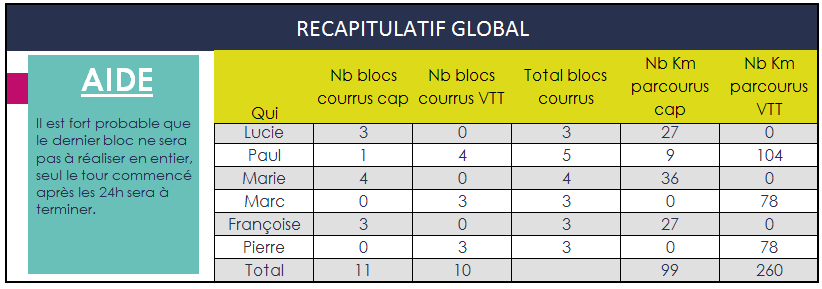 RECAPITULATIF GLOBAL
AIDE
Il est fort probable que
le dernier bloc ne sera
pas à réaliser en entier,
seul le tour commencé
après les 24h sera à
terminer.
Qui Nb blocs courrus cap Nb blocs courrus VTT Total blocs courrus Nb Km parcourus cap Nb Km parcourus VTT
Lucie 3 0 3 27 0
Paul 1 4 5 9 104
Marie 4 0 4 36 0
Marc 0 3 3 0 78
Françoise 3 0 3 27 0
Pierre 0 3 3 0 78
Total 11 10 99 260